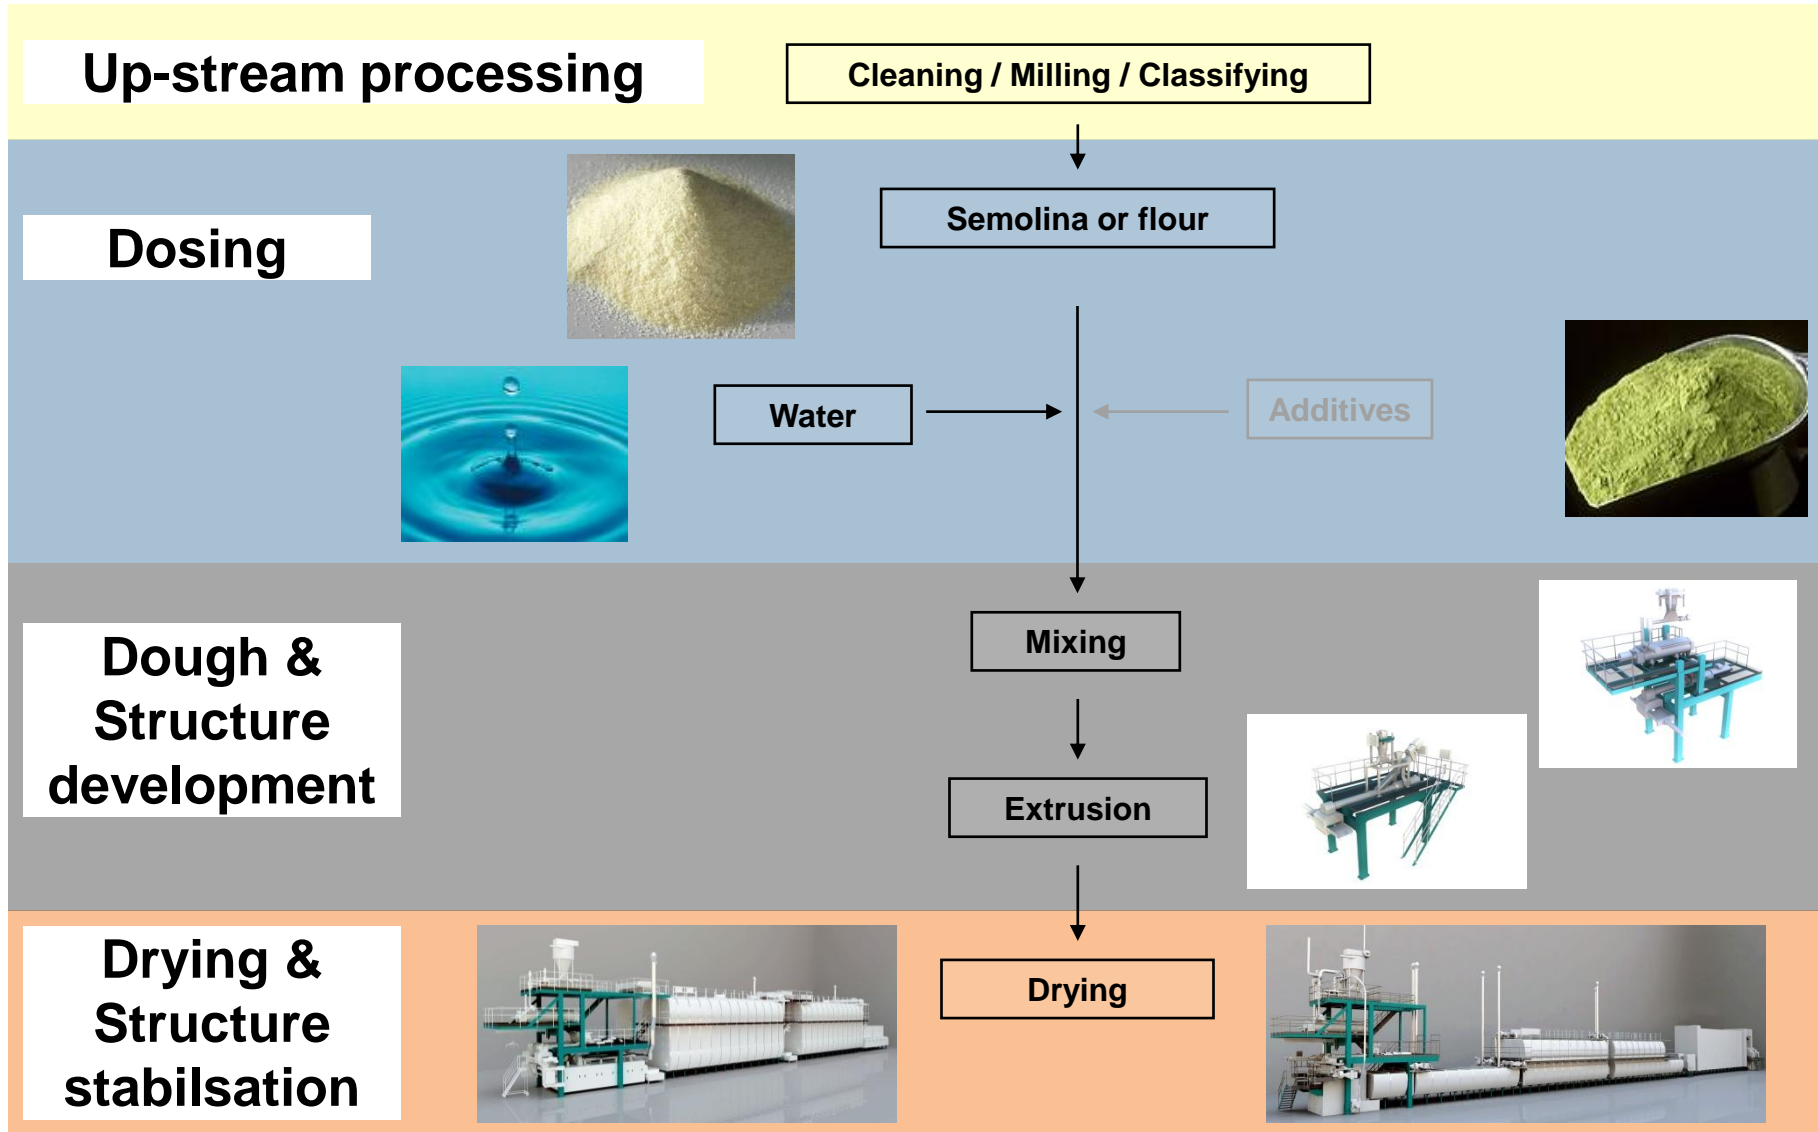 Up-stream processing
Cleaning / Milling / Classifying
Dosing
Semolina or flour
Water
Additives
Dough &
Structure
development
Mixing
Extrusion
Drying &
Structure
stabilsation
Drying